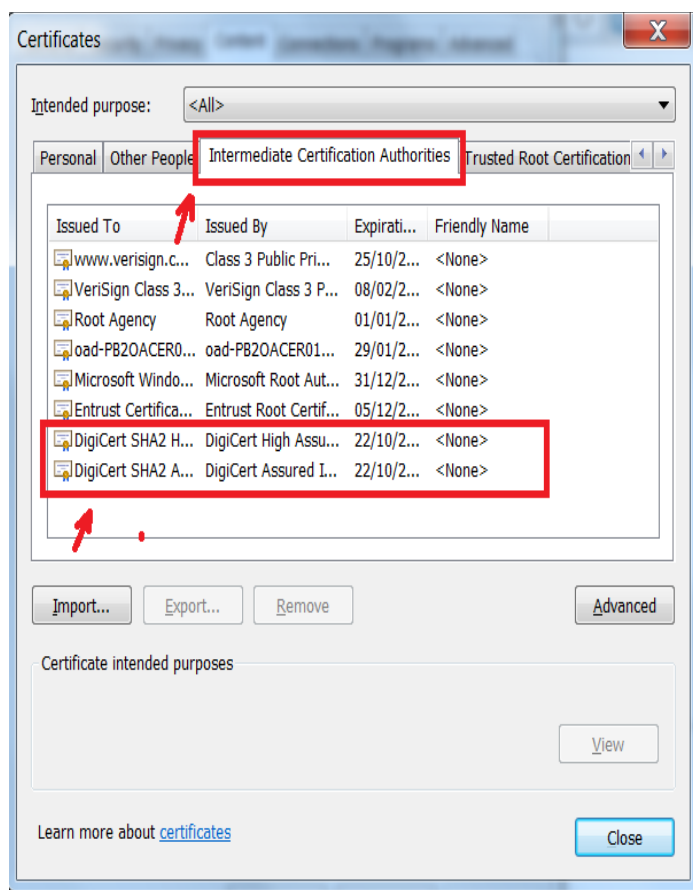 Certificates
X
Intended purpose: <All>
Personal Other People Intermediate Certification Authorities Trusted Root Certification
Issued To Issued By Expirati... Friendly Name
www.verisign.c... Class 3 Public Pri... 25/10/2... <None>
VeriSign Class 3... VeriSign Class 3 P... 08/02/2... <None>
Root Agency Root Agency 01/01/2... <None>
oad-PB2OACER0... oad-PB2OACER01... 29/01/2... <None>
Microsoft Windo... Microsoft Root Aut... 31/12/2... <None>
Entrust Certifica... Entrust Root Certif... 05/12/2... <None>
DigiCert SHA2 H... DigiCert High Assu... 22/10/2... <None>
DigiCert SHA2 A... DigiCert Assured I... 22/10/2... <None>
Import... Export... Remove Advanced
Certificate intended purposes
View
Learn more about certificates
Close